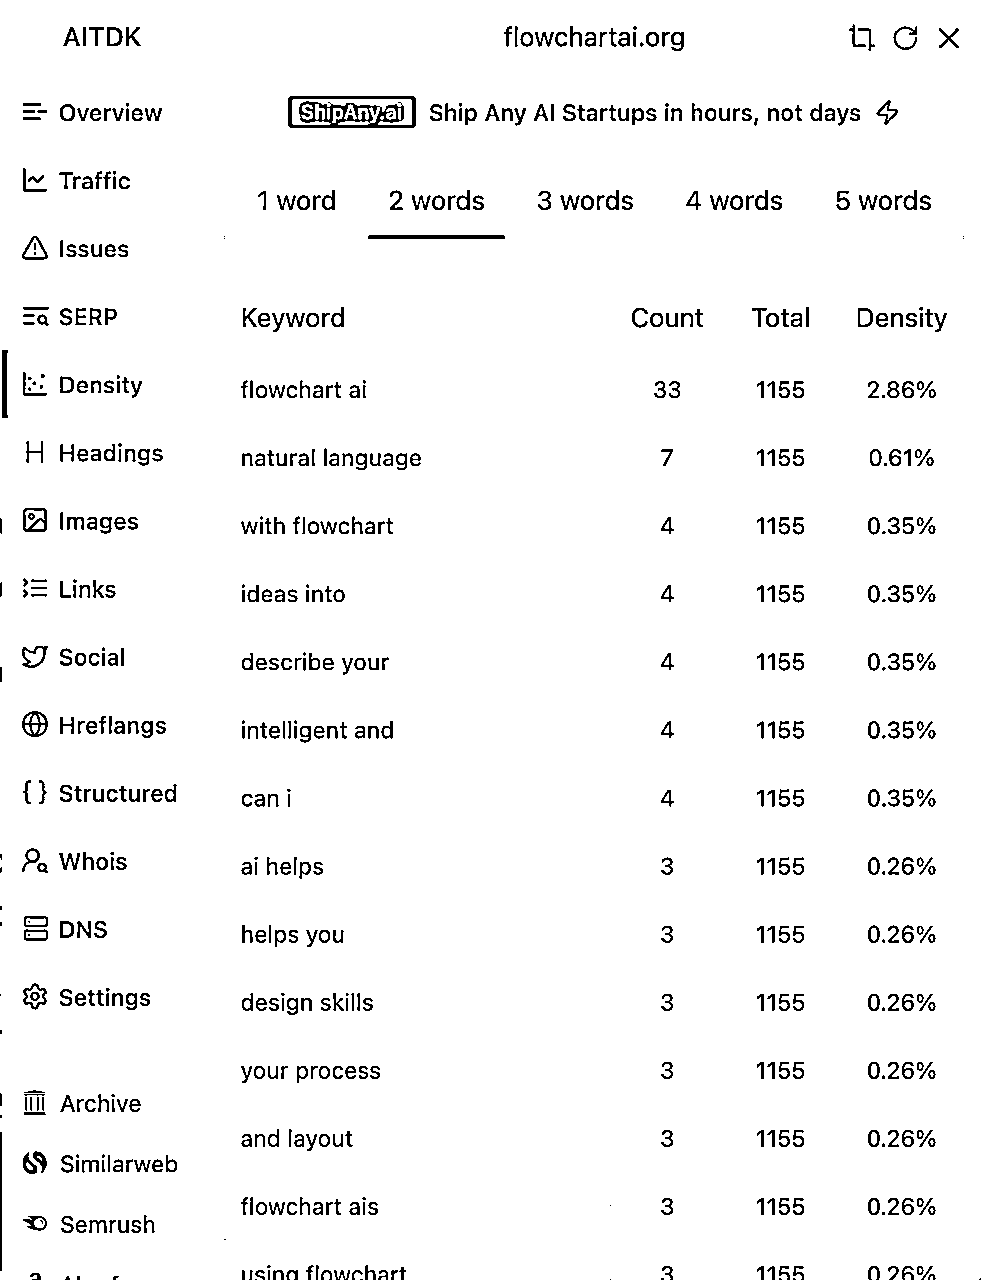 AITDK
flowchartai.org
Overview
Traffic
Issues
SERP
Density
Headings
Images
Links
Social
Hreflangs
Structured
Whois
DNS
Settings
Archive
Similarweb
Semrush
ShipAny.ai Ship Any AI Startups in hours, not days
1 word 2 words 3 words 4 words 5 words
Keyword Count Total Density
flowchart ai 33 1155 2.86%
natural language 7 1155 0.61%
with flowchart 4 1155 0.35%
ideas into 4 1155 0.35%
describe your 4 1155 0.35%
intelligent and 4 1155 0.35%
can i 4 1155 0.35%
ai helps 3 1155 0.26%
helps you 3 1155 0.26%
design skills 3 1155 0.26%
your process 3 1155 0.26%
and layout 3 1155 0.26%
flowchart ais 3 1155 0.26%
using flowchart 3 1155 0.26%